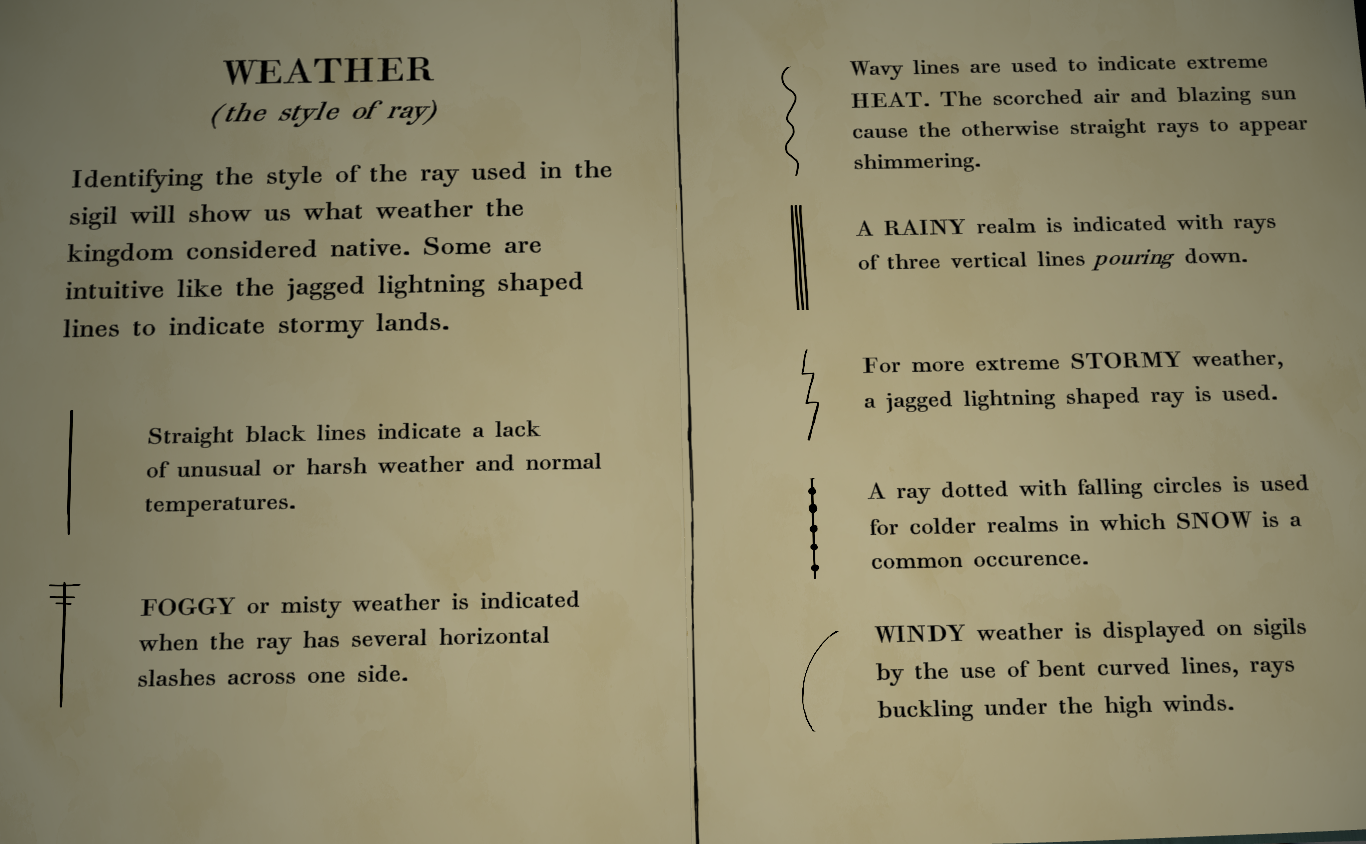 WEATHER
(the style of ray)
Identifying the style of the ray used in the
sigil will show us what weather the
kingdom considered native. Some are
intuitive like the jagged lightning shaped
lines to indicate stormy lands.
Straight black lines indicate a lack
of unusual or harsh weather and normal
temperatures.
FOGGY or misty weather is indicated
when the ray has several horizontal
slashes across one side.
Wavy lines are used to indicate extreme
HEAT. The scorched air and blazing sun
cause the otherwise straight rays to appear
shimmering.
A RAINY realm is indicated with rays
of three vertical lines pouring down.
For more extreme STORMY weather,
a jagged lightning shaped ray is used.
A ray dotted with falling circles is used
for colder realms in which SNOW is a
common occurence.
WINDY weather is displayed on sigils
by the use of bent curved lines, rays
buckling under the high winds.